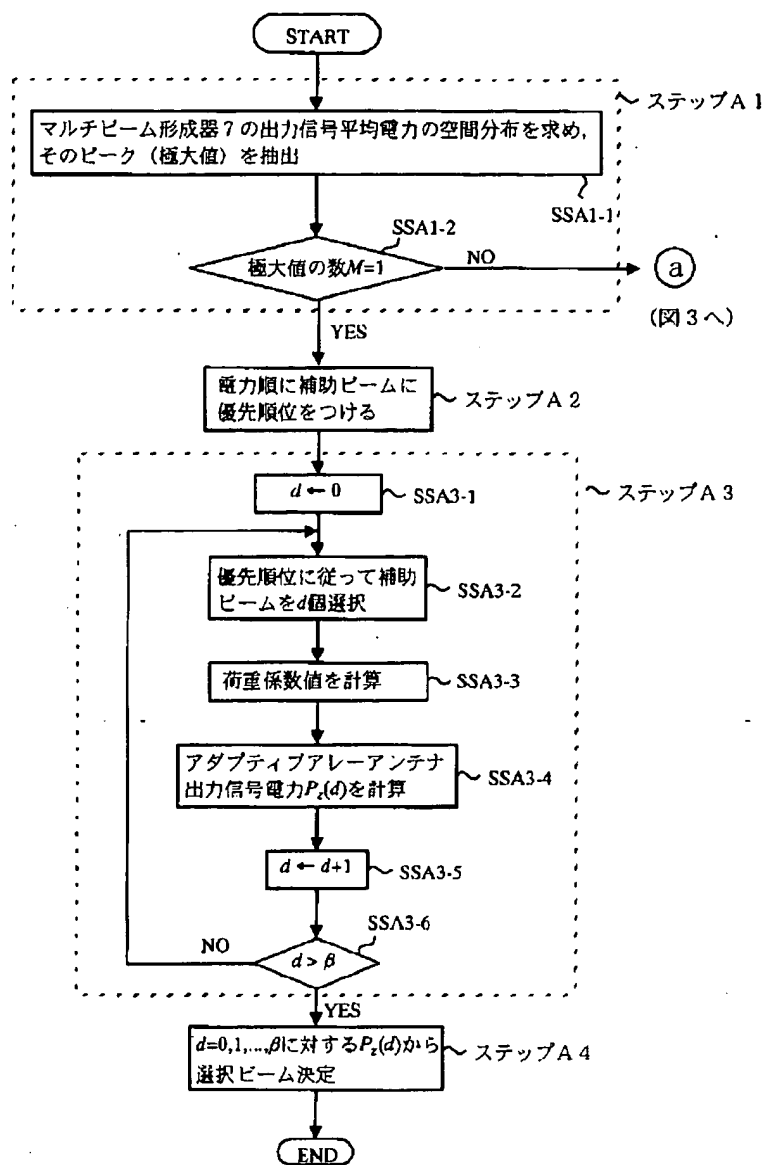 START
ステップA 1
マルチビーム形成器7の出力信号平均電力の空間分布を求め,
そのピーク（極大値）を抽出
SSA1-1
SSA1-2
極大値の数M=1
NO
a
(図3へ)
YES
電力順に補助ビームに
優先順位をつける
ステップA 2
d ← 0
SSA3-1
ステップA 3
優先順位に従って補助
ビームをd個選択
SSA3-2
荷重係数値を計算
SSA3-3
アダプティブアレーアンテナ
出力信号電力Pz(d)を計算
SSA3-4
d ← d+1
SSA3-5
SSA3-6
NO
d > β
YES
d=0,1,...,βに対するPz(d)から
選択ビーム決定
ステップA 4
END